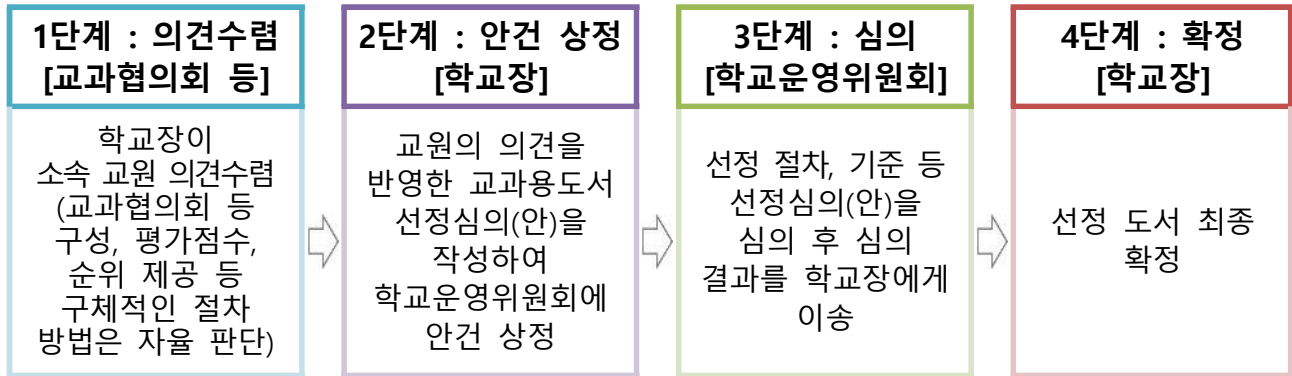 1단계 : 의견수렴
[교과협의회 등]
학교장이
소속 교원 의견수렴
(교과협의회 등
구성, 평가점수,
순위 제공 등
구체적인 절차
방법은 자율 판단)
2단계 : 안건 상정
[학교장]
교원의 의견을
반영한 교과용도서
선정심의(안)을
작성하여
학교운영위원회에
안건 상정
3단계 : 심의
[학교운영위원회]
선정 절차, 기준 등
선정심의(안)을
심의 후 심의
결과를 학교장에게
이송
4단계 : 확정
[학교장]
선정 도서 최종
확정